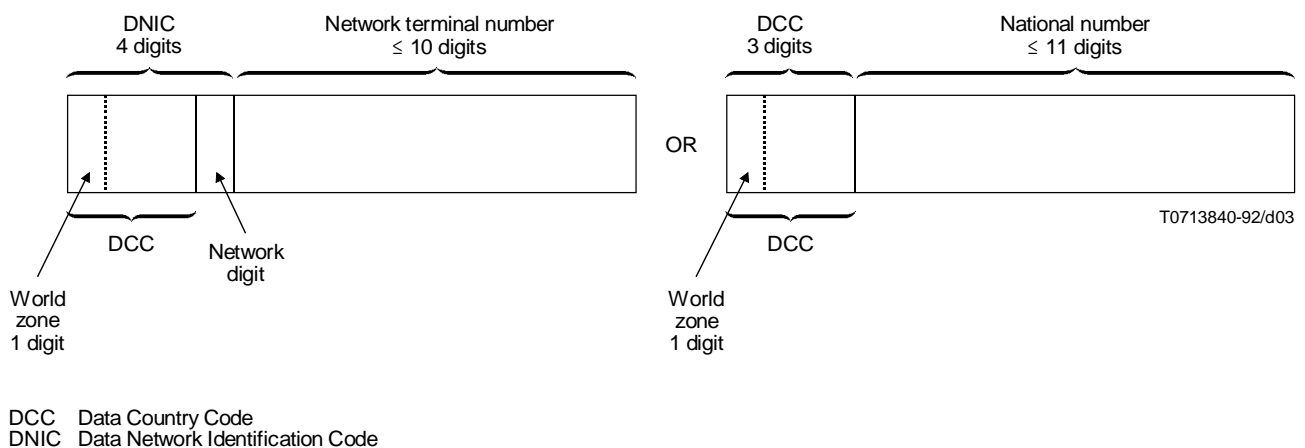 DNIC
4 digits
Network terminal number
≤ 10 digits
DCC
3 digits
National number
≤ 11 digits
OR
T0713840-92/d03
DCC
Network
digit
World
zone
1 digit
DCC
World
zone
1 digit
DCC Data Country Code
DNIC Data Network Identification Code